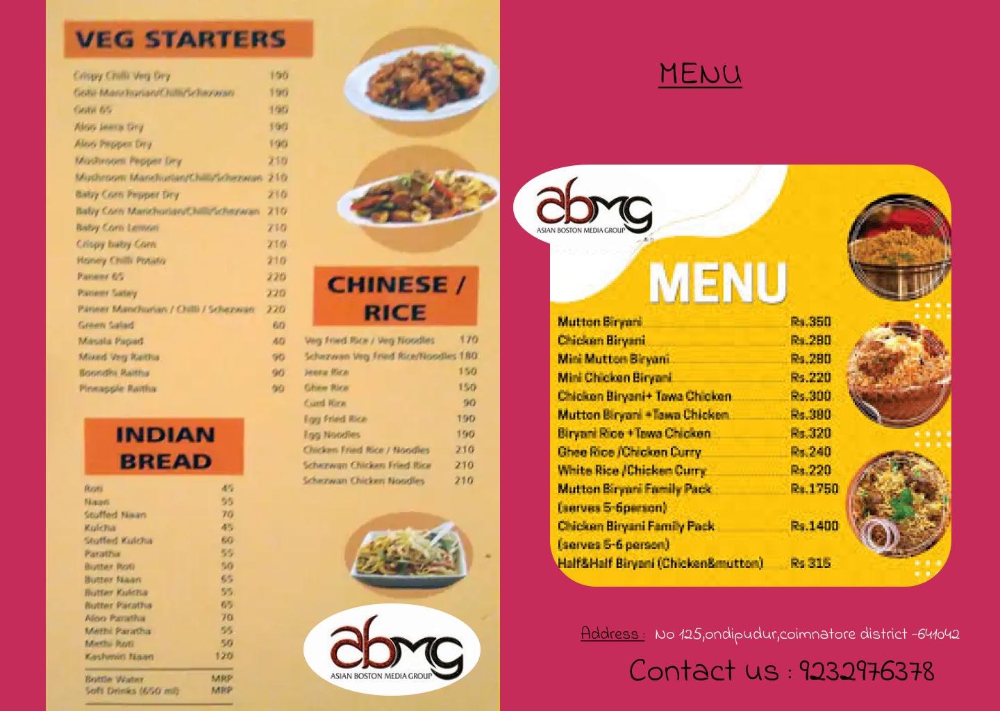 VEG STARTERS
Crispy Chilli Veg Dry 190
Gobi Manchurian/Chilli/Schezwan 190
Gobi 65 190
Aloo Jeera Dry 190
Aloo Pepper Dry 190
Mushroom Pepper Dry 210
Mushroom Manchurian/Chilli/Schezwan 210
Baby Corn Pepper Dry 210
Baby Corn Manchurian/Chilli/Schezwan 210
Baby Corn Lemon 210
Crispy baby Corn 210
Honey Chilli Potato 210
Paneer 65 220
Paneer Satey 220
Paneer Manchurian / Chilli / Schezwan 220
Green Salad 60
Masala Papad 40
Mixed Veg Raitha 90
Boondhi Raitha 90
Pineapple Raitha 90
INDIAN
BREAD
Roti 45
Naan 55
Stuffed Naan 70
Kulcha 45
Stuffed Kulcha 60
Paratha 55
Butter Roti 50
Butter Naan 65
Butter Kulcha 55
Butter Paratha 65
Aloo Paratha 70
Methi Paratha 55
Methi Roti 50
Kashmiri Naan 120
Bottle Water MRP
Soft Drinks (650 ml) MRP
CHINESE /
RICE
Veg Fried Rice / Veg Noodles 170
Schezwan Veg Fried Rice/Noodles 180
Jeera Rice 150
Ghee Rice 150
Curd Rice 90
Egg Fried Rice 190
Egg Noodles 190
Chicken Fried Rice / Noodles 210
Schezwan Chicken Fried Rice 210
Schezwan Chicken Noodles 210
abmg
ASIAN BOSTON MEDIA GROUP
MENU
abmg
ASIAN BOSTON MEDIA GROUP
MENU
Mutton Biryani Rs.350
Chicken Biryani Rs.280
Mini Mutton Biryani Rs.280
Mini Chicken Biryani Rs.220
Chicken Biryani+ Tawa Chicken Rs.300
Mutton Biryani +Tawa Chicken Rs.380
Biryani Rice +Tawa Chicken Rs.320
Ghee Rice /Chicken Curry Rs.240
White Rice /Chicken Curry Rs.220
Mutton Biryani Family Pack Rs.1750
(serves 5-6person)
Chicken Biryani Family Pack Rs.1400
(serves 5-6 person)
Half&Half Biryani (Chicken&mutton) Rs 315
Address : No 125,ondipudur,coimnatore district -641042
Contact us : 9232976378